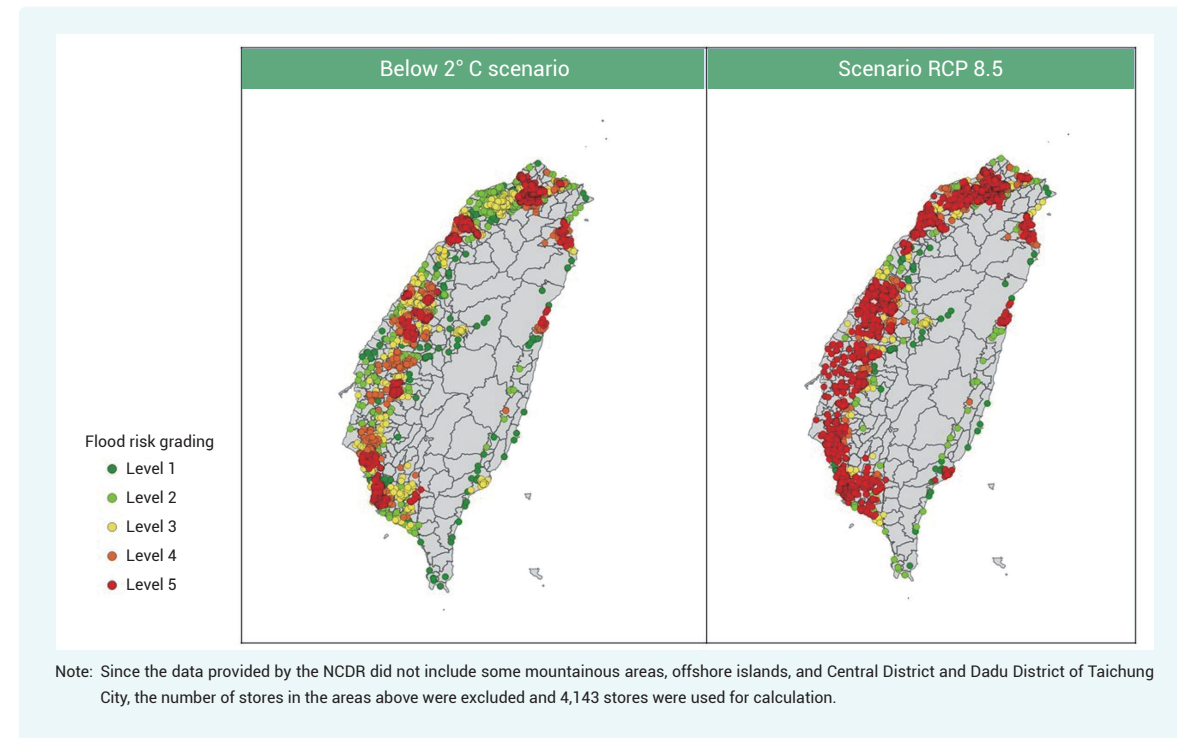 Below 2° C scenario
Scenario RCP 8.5
Flood risk grading
Level 1
Level 2
Level 3
Level 4
Level 5
Note: Since the data provided by the NCDR did not include some mountainous areas, offshore islands, and Central District and Dadu District of Taichung
City, the number of stores in the areas above were excluded and 4,143 stores were used for calculation.